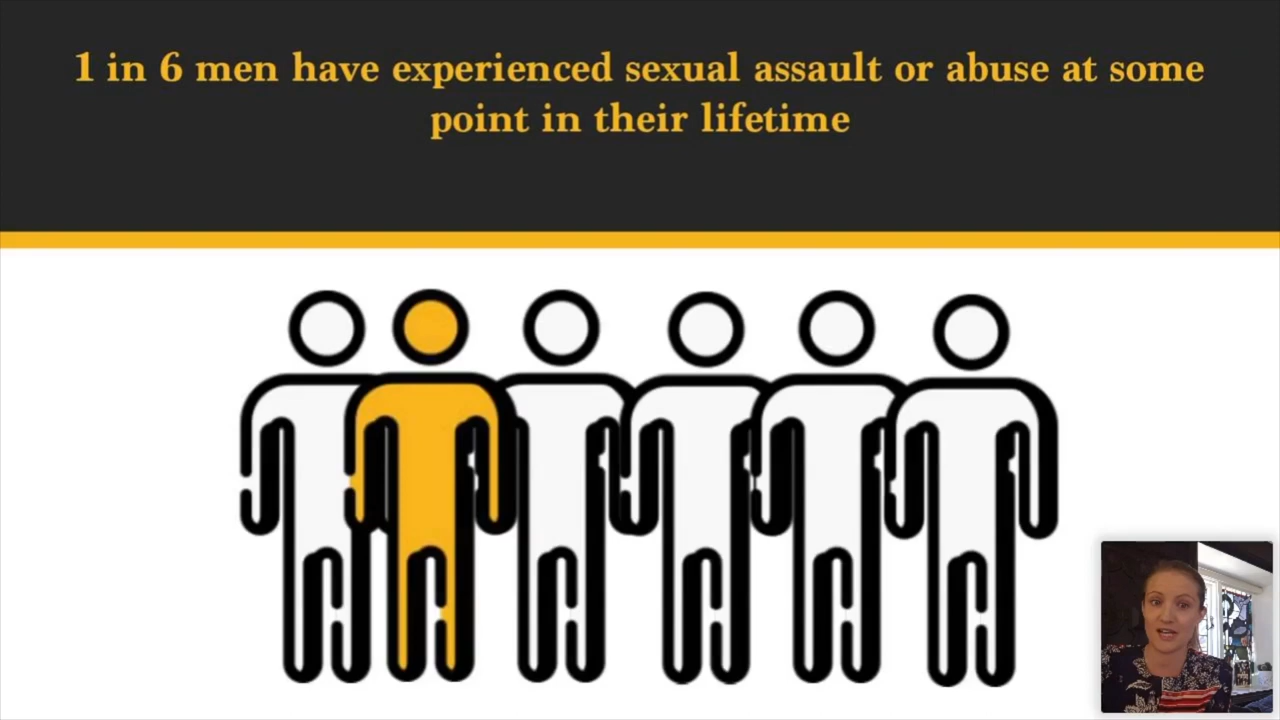 1 in 6 men have experienced sexual assault or abuse at some
point in their lifetime